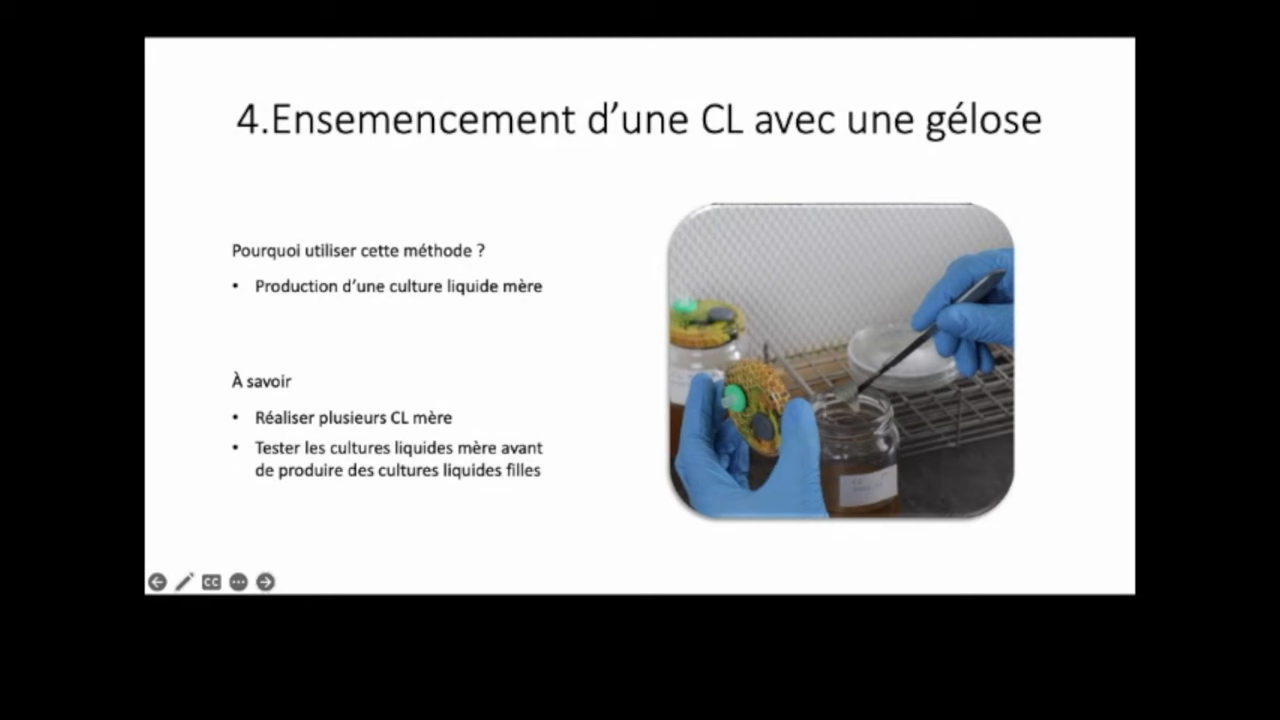 4.Ensemencement d’une CL avec une gélose
Pourquoi utiliser cette méthode ?
• Production d’une culture liquide mère
À savoir
• Réaliser plusieurs CL mère
• Tester les cultures liquides mère avant
de produire des cultures liquides filles
CC